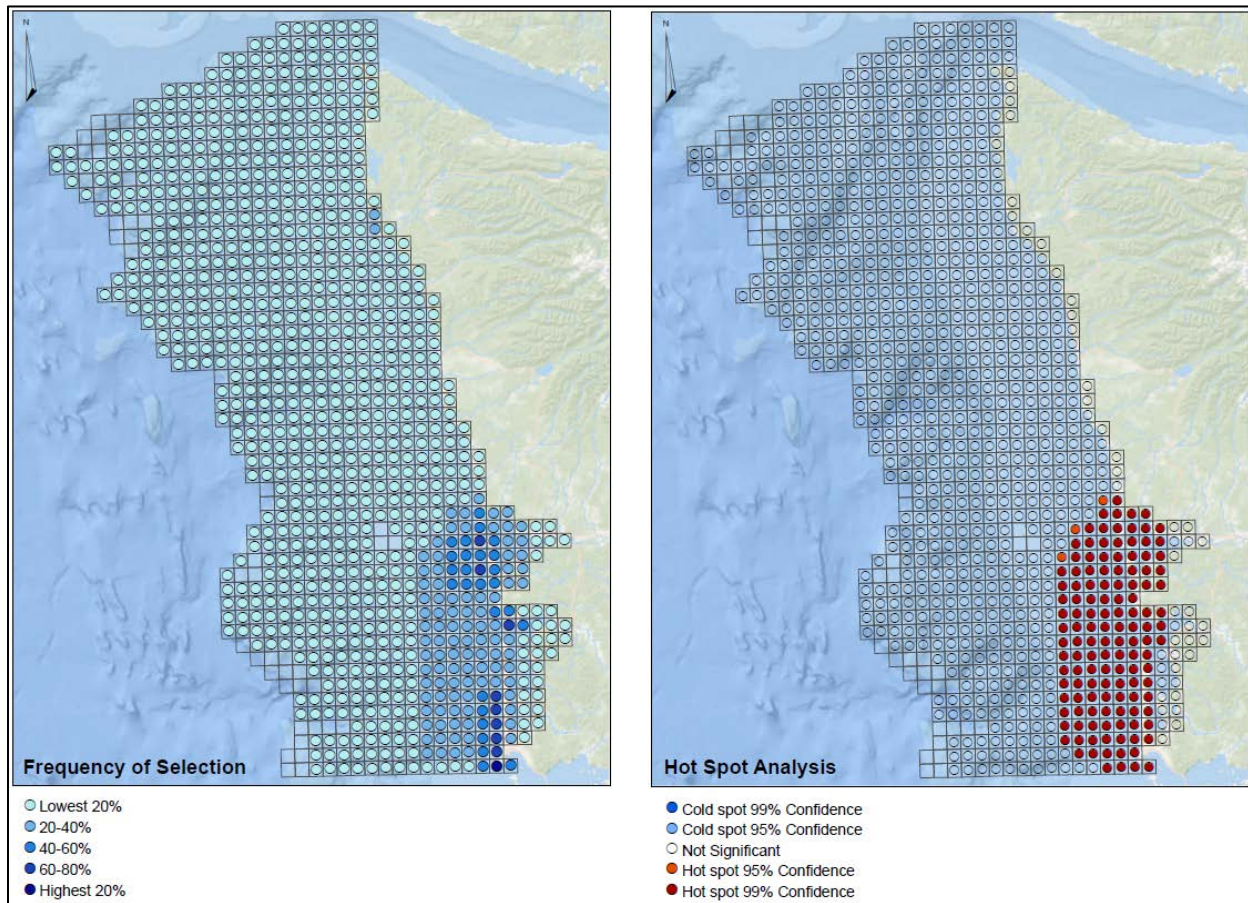 N
N
Frequency of Selection
Hot Spot Analysis
Lowest 20%
20-40%
40-60%
60-80%
Highest 20%
Cold spot 99% Confidence
Cold spot 95% Confidence
Not Significant
Hot spot 95% Confidence
Hot spot 99% Confidence